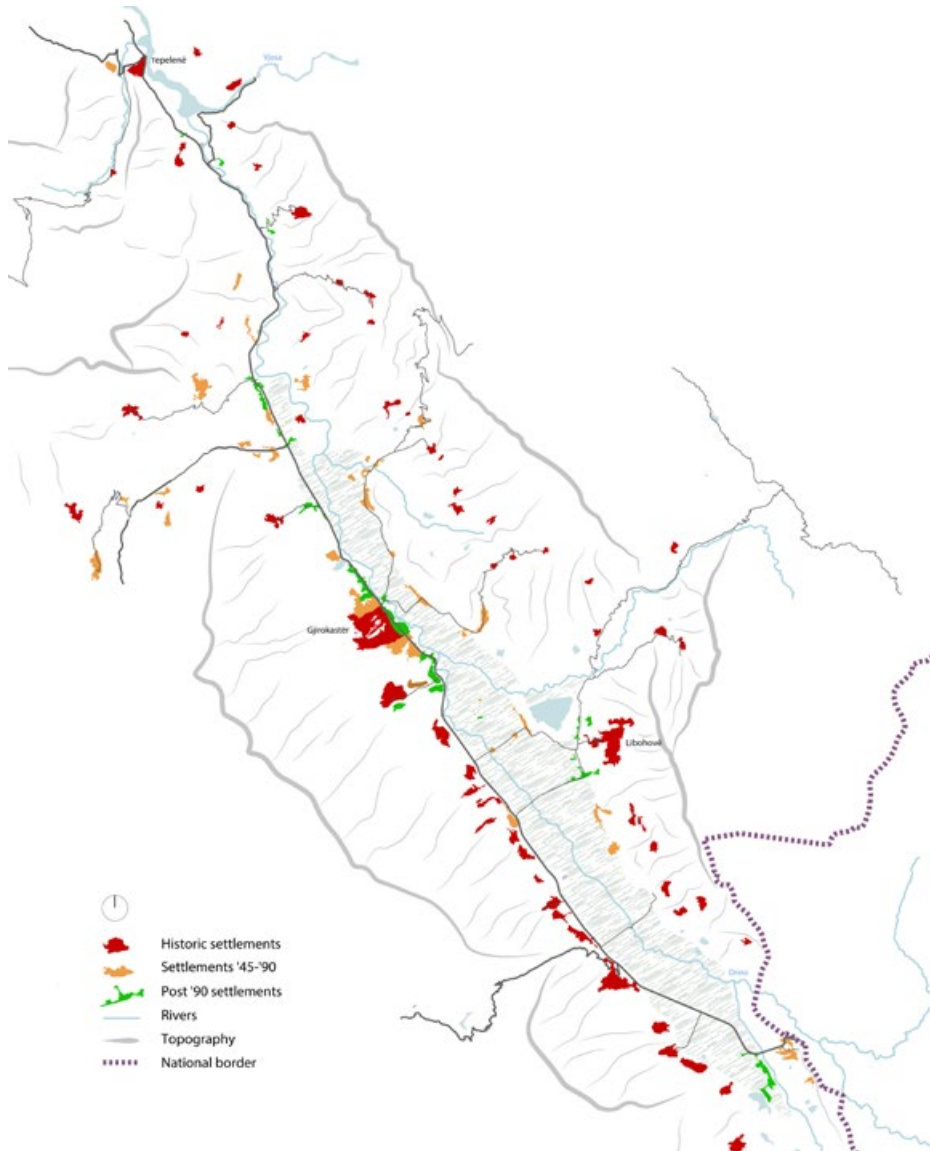 Tepelenë
Vjosa
Gjirokastër
Libohovë
Drino
Historic settlements
Settlements '45-'90
Post '90 settlements
Rivers
Topography
National border